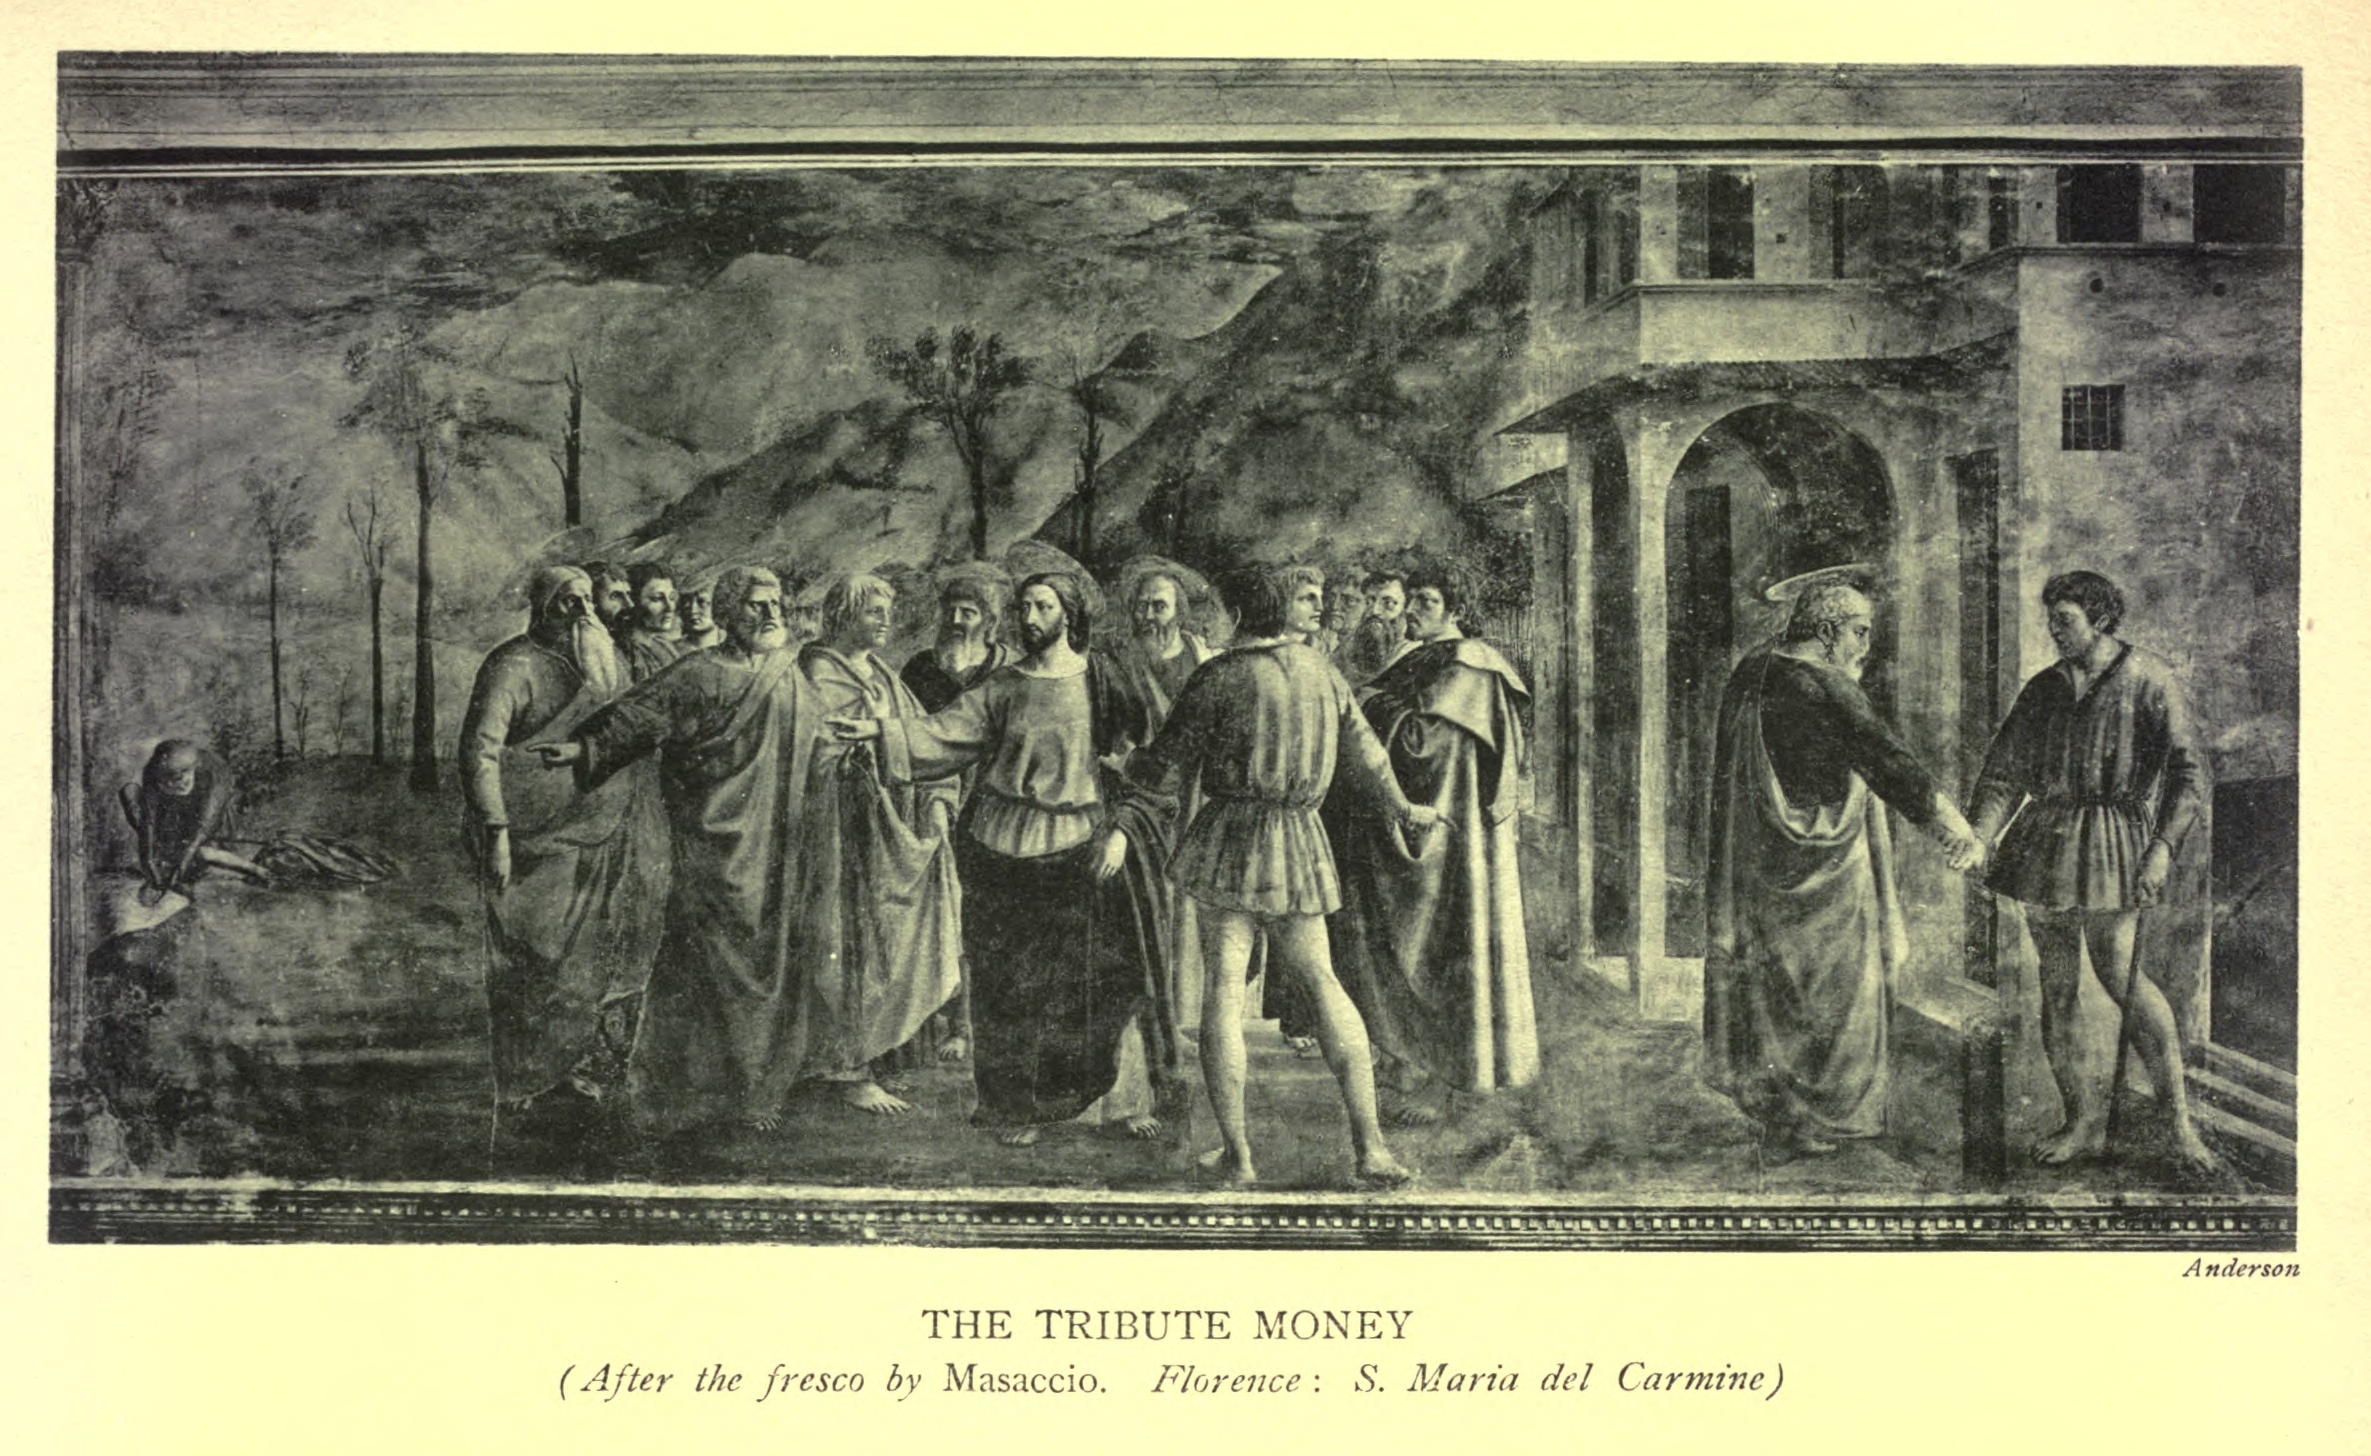 Anderson
THE TRIBUTE MONEY
(After the fresco by Masaccio. Florence: S. Maria del Carmine)